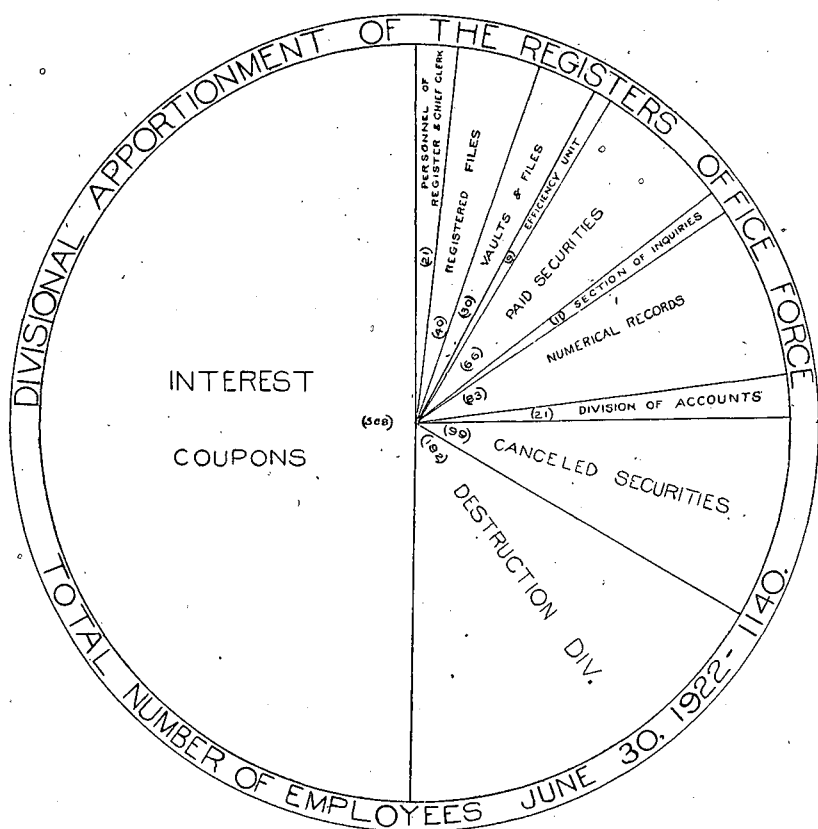 DIVISIONAL APPORTIONMENT OF THE REGISTERS OFFICE FORCE
PERSONNEL OF
REGISTER & CHIEF CLERK
(21)
REGISTERED FILES
(40)
VAULTS & FILES
(30)
EFFICIENCY UNIT
(9)
PAID SECURITIES
(66)
SECTION OF INQUIRIES
(11)
NUMERICAL RECORDS
(83)
DIVISION OF ACCOUNTS
(21)
CANCELED SECURITIES
(99)
DESTRUCTION DIV.
(192)
INTEREST
COUPONS
(568)
TOTAL NUMBER OF EMPLOYEES JUNE 30, 1922-1140.